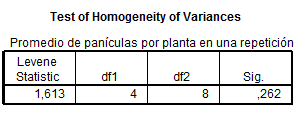 Test of Homogeneity of Variances
Promedio de panículas por planta en una repetición
Levene Statistic df1 df2 Sig.
1,613 4 8 ,262